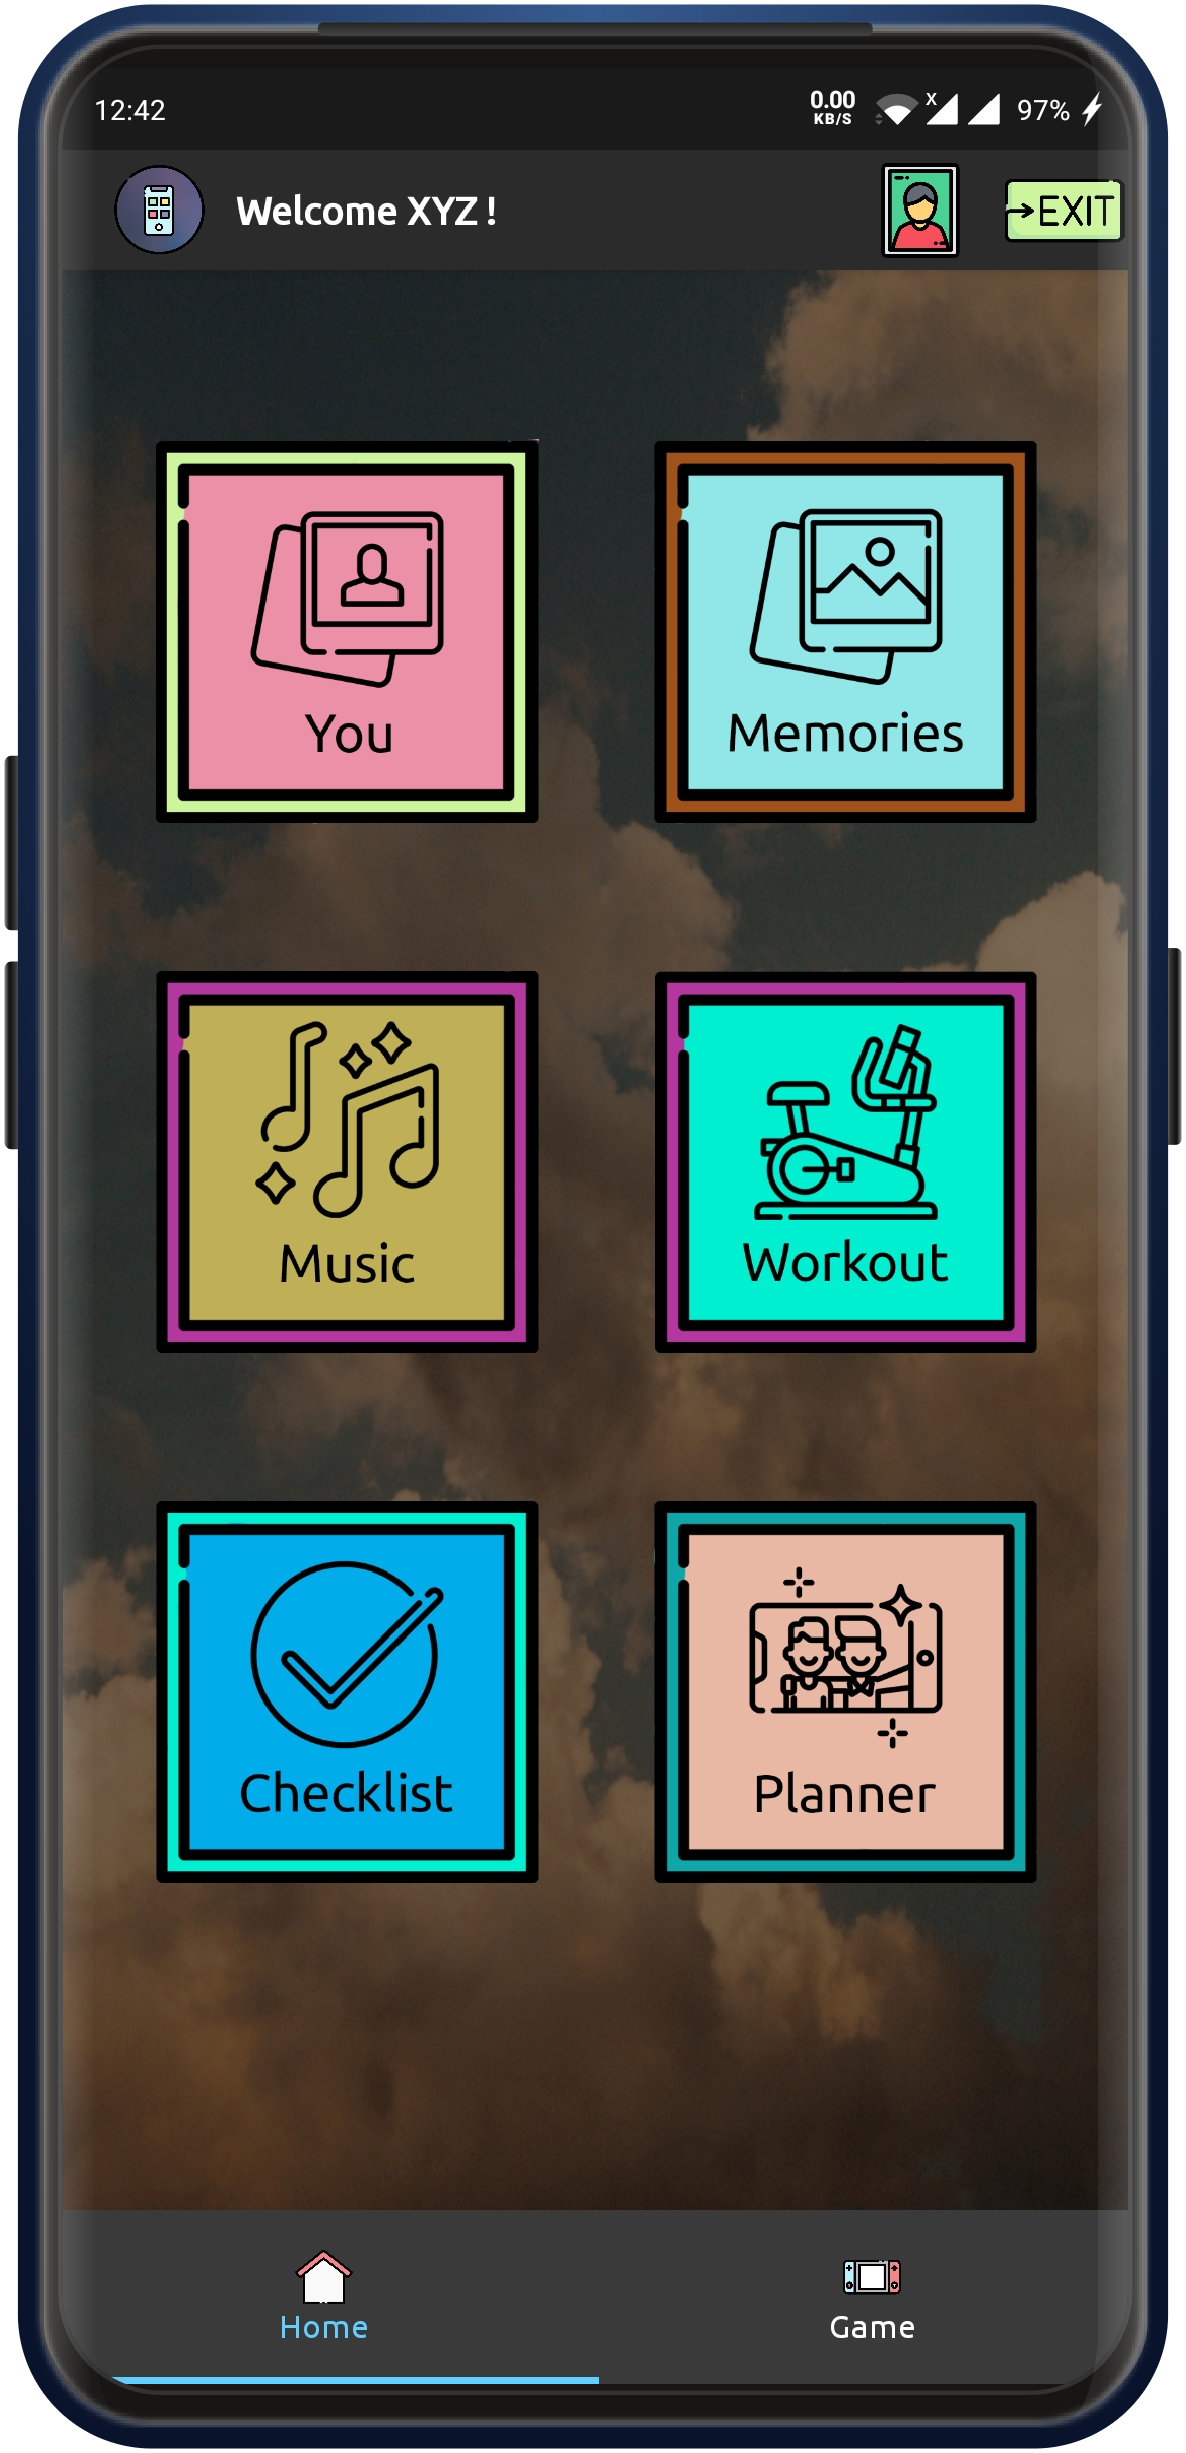 12:42
0.00
KB/S
X
97%
Welcome XYZ !
EXIT
You
Memories
Music
Workout
Checklist
Planner
Home
Game